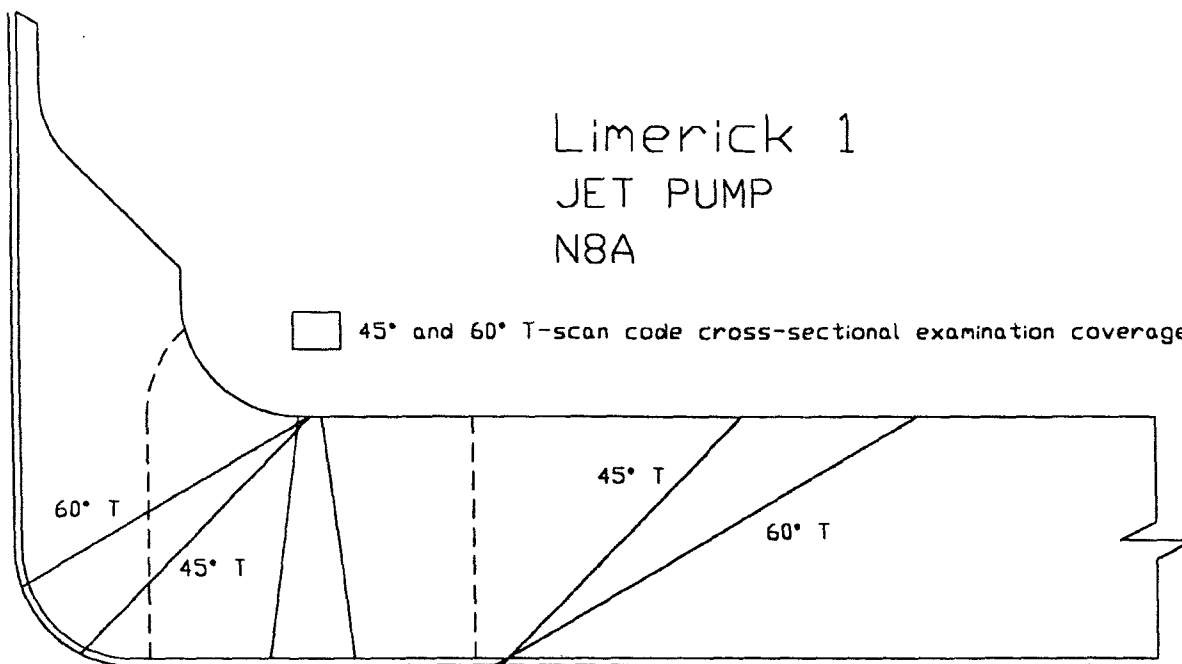 Limerick 1
JET PUMP
N8A
45° and 60° T-scan code cross-sectional examination coverage
45° T
60° T
60° T
45° T